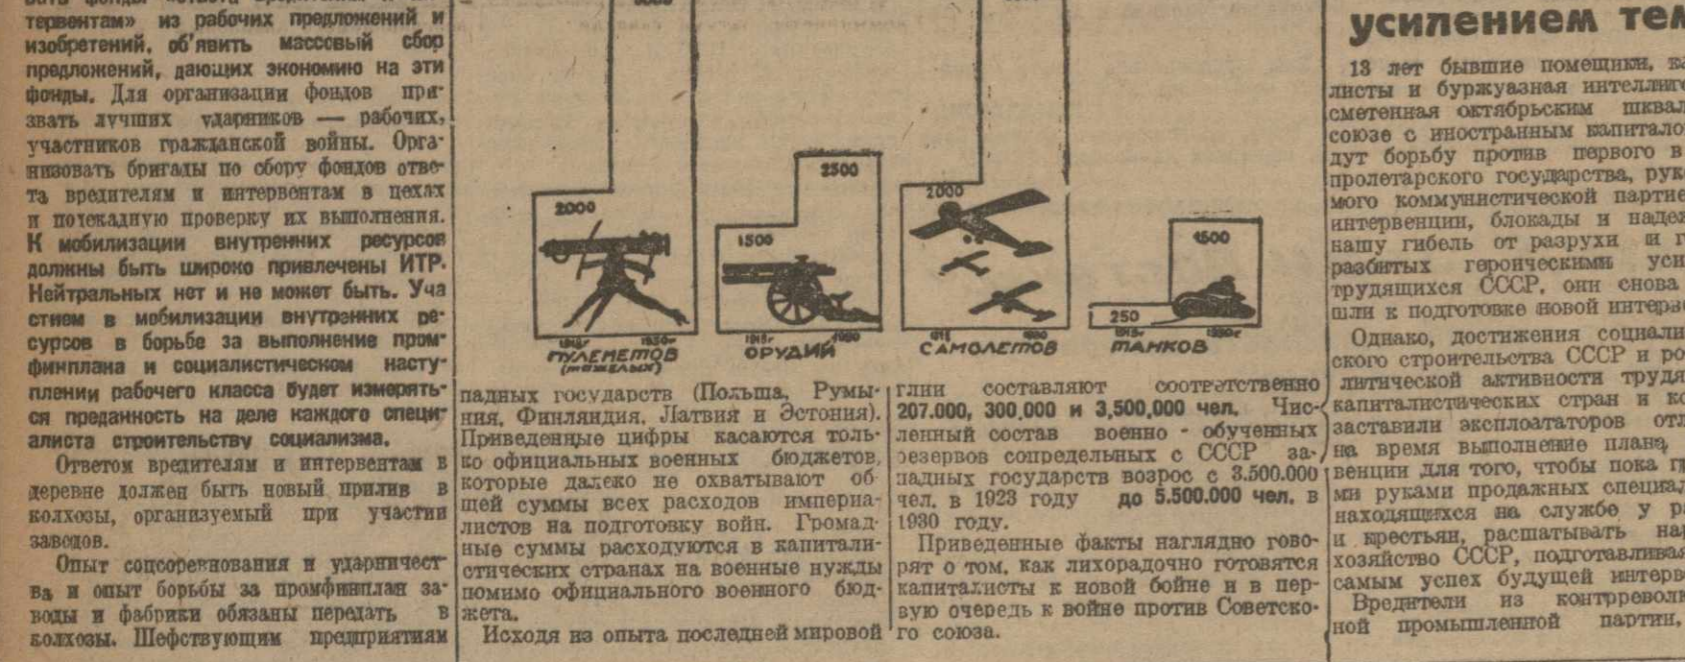 тервентам» из рабочих предложений и
изобретений, об'явить массовый сбор
предложений, дающих экономию на эти
фонды. Для организации фондов при-
звать лучших ударников — рабочих,
участников гражданской войны. Орга-
низовать бригады по сбору фондов отве-
та вредителям и интервентам в цехах
и подекадную проверку их выполнения.
К мобилизации внутренних ресурсов
должны быть широко привлечены ИТР.
Нейтральных нет и не может быть. Уча
стием в мобилизации внутренних ре-
сурсов в борьбе за выполнение пром-
финплана и социалистическом насту-
плении рабочего класса будет измерять-
ся преданность на деле каждого специ-
алиста строительству социализма.
Ответом вредителям и интервентам в
деревне должен быть новый прилив в
колхозы, организуемый при участии
заводов.
Опыт соцсоревнования и ударничест
ва и опыт борьбы за промфинплан за-
воды и фабрики обязаны передать в
колхозы. Шефствующим предприятиям
2000
ПУЛЕМЕТОВ
(тяжелых)
1500
2500
ОРУДИЙ
2000
САМОЛЕТОВ
250
1500
ТАНКОВ
падных государств (Польша, Румы-
ния, Финляндия, Латвия и Эстония).
Приведенные цифры касаются толь-
ко официальных военных бюджетов,
которые далеко не охватывают об
щей суммы всех расходов империа-
листов на подготовку войн. Громад-
ные суммы расходуются в капитали-
стических странах на военные нужды
помимо официального военного бюд-
жета.
Исходя из опыта последней мировой
глии составляют соответственно
207.000, 300,000 и 3,500,000 чел. Чис-
ленный состав военно - обученных
резервов сопредельных с СССР за-
падных государств возрос с 3.500.000
чел. в 1923 году до 5.500.000 чел. в
1930 году.
Приведенные факты наглядно гово-
рят о том, как лихорадочно готовятся
капиталисты к новой бойне и в пер-
вую очередь к войне против Советско-
го союза.
усилением
13 лет бывшие помещики,
листы и буржуазная
сметенная октябрьским
союзе с иностранным
дут борьбу против первого в
пролетарского государства,
мого коммунистической
интервенции, блокады и
нашу гибель от разрухи и
разбитых героическими
трудящихся СССР, они снова
шли к подготовке новой
Однако, достижения
ского строительства СССР и
литической активности
капиталистических стран и
заставили эксплоататоров
на время выполнение плана
венции для того, чтобы пока
ми руками продажных
находящихся на службе у
и крестьян, расшатывать
хозяйство СССР, подготавливая
самым успех будущей
Вредители из
ной промышленной партии,